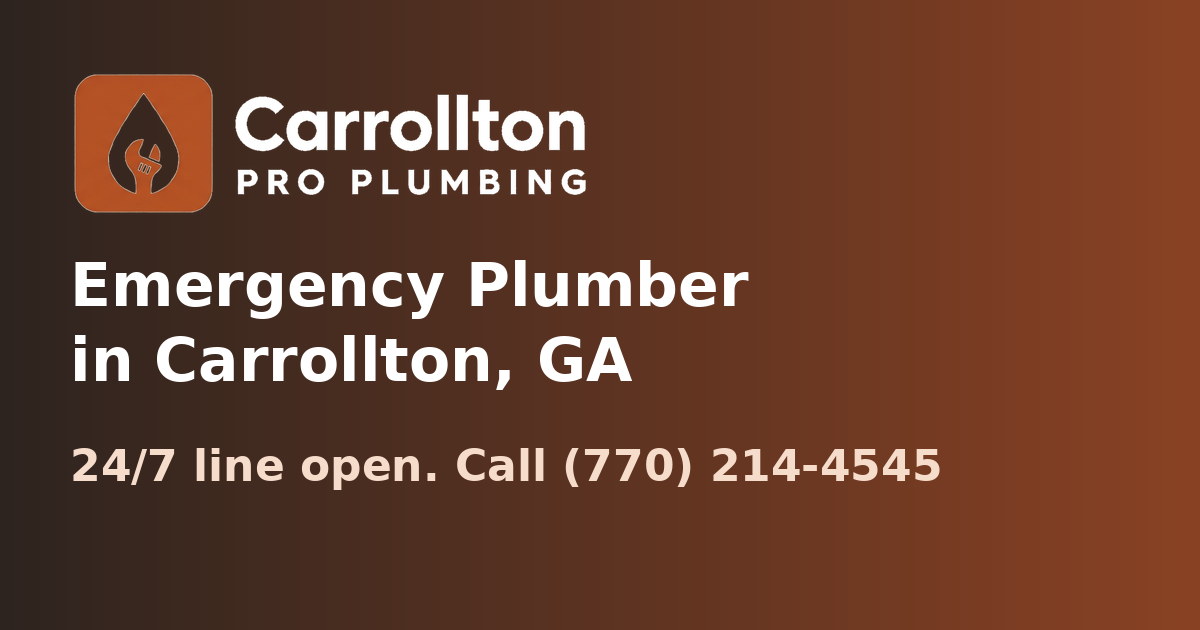 Carrollton
PRO PLUMBING
Emergency Plumber
in Carrollton, GA
24/7 line open. Call (770) 214-4545